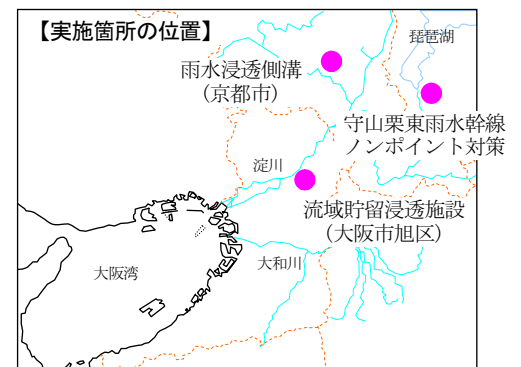 【実施箇所の位置】
琵琶湖
雨水浸透側溝
（京都市）
守山栗東雨水幹線
ノンポイント対策
淀川
流域貯留浸透施設
（大阪市旭区）
大和川
大阪湾